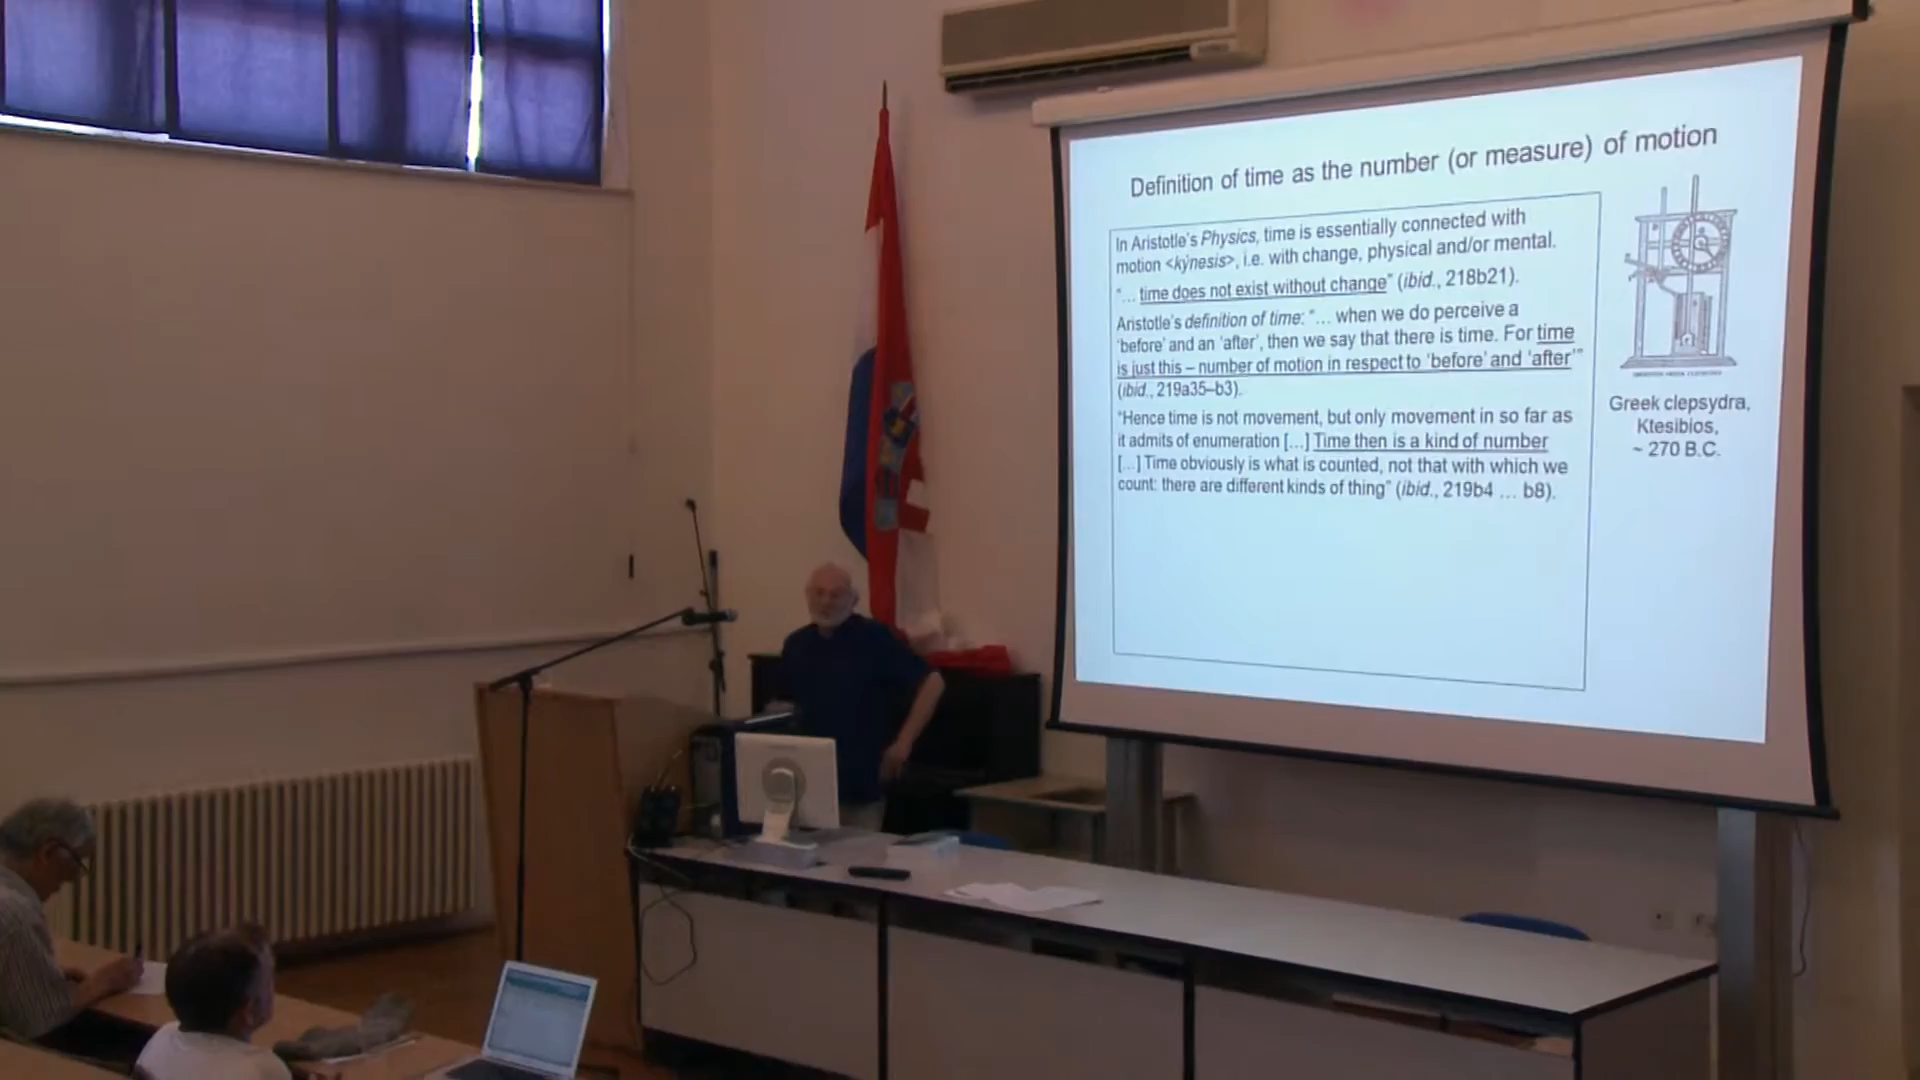 Definition of time as the number (or measure) of motion
In Aristotle's Physics, time is essentially connected with
motion <kýnesis>, i.e. with change, physical and/or mental.
“… time does not exist without change” (ibid., 218b21).
Aristotle's definition of time: “… when we do perceive a
‘before’ and an ‘after’, then we say that there is time. For time
is just this – number of motion in respect to ‘before’ and ‘after’”
(ibid., 219a35–b3).
“Hence time is not movement, but only movement in so far as
it admits of enumeration […] Time then is a kind of number
[…] Time obviously is what is counted, not that with which we
count: there are different kinds of thing” (ibid., 219b4 … b8).
Greek clepsydra,
Ktesibios,
~ 270 B.C.